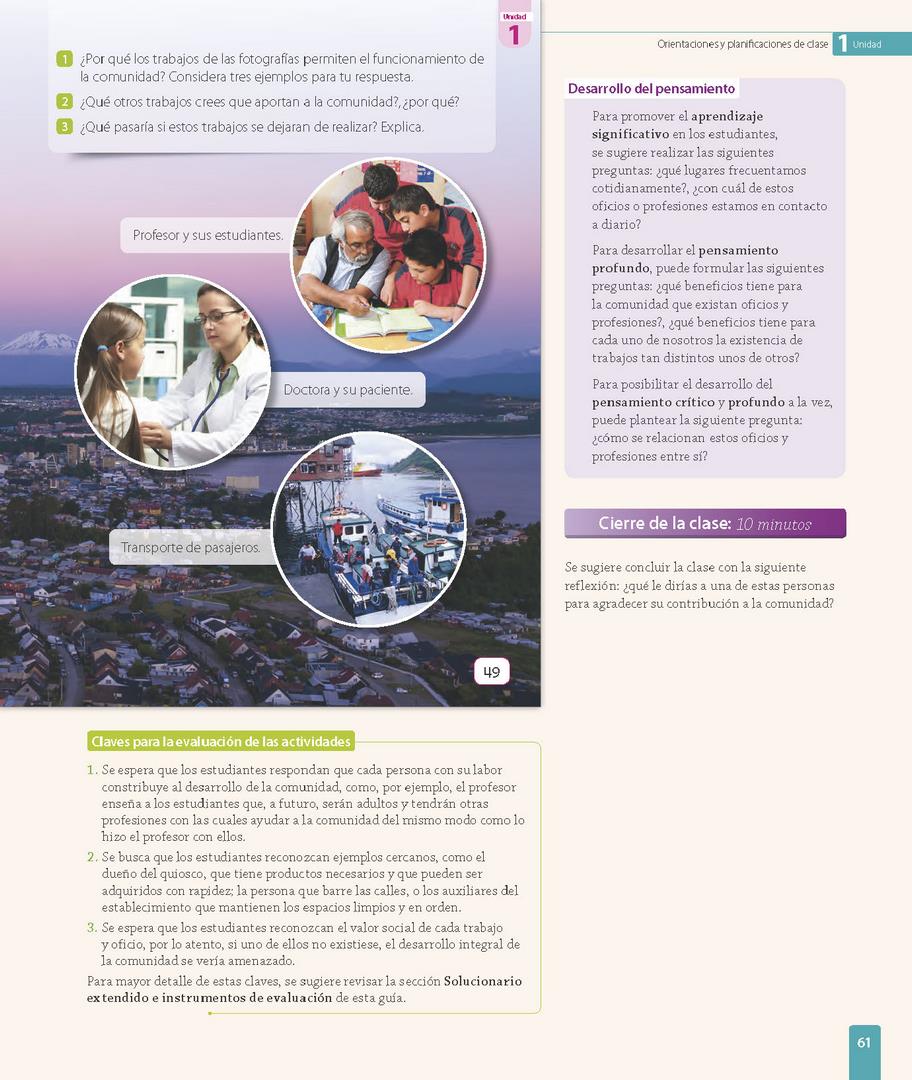 Unidad
1
1 ¿Por qué los trabajos de las fotografías permiten el funcionamiento de
la comunidad? Considera tres ejemplos para tu respuesta.
2 ¿Qué otros trabajos crees que aportan a la comunidad?, ¿por qué?
3 ¿Qué pasaría si estos trabajos se dejaran de realizar? Explica.
Profesor y sus estudiantes.
Doctora y su paciente.
Transporte de pasajeros.
49
Orientaciones y planificaciones de clase 1 Unidad
Desarrollo del pensamiento
Para promover el aprendizaje
significativo en los estudiantes,
se sugiere realizar las siguientes
preguntas: ¿qué lugares frecuentamos
cotidianamente?, ¿con cuál de estos
oficios o profesiones estamos en contacto
a diario?
Para desarrollar el pensamiento
profundo, puede formular las siguientes
preguntas: ¿qué beneficios tiene para
la comunidad que existan oficios y
profesiones?, ¿qué beneficios tiene para
cada uno de nosotros la existencia de
trabajos tan distintos unos de otros?
Para posibilitar el desarrollo del
pensamiento crítico y profundo a la vez,
puede plantear la siguiente pregunta:
¿cómo se relacionan estos oficios y
profesiones entre sí?
Cierre de la clase: 10 minutos
Se sugiere concluir la clase con la siguiente
reflexión: ¿qué le dirías a una de estas personas
para agradecer su contribución a la comunidad?
Claves para la evaluación de las actividades
1. Se espera que los estudiantes respondan que cada persona con su labor
constribuye al desarrollo de la comunidad, como, por ejemplo, el profesor
enseña a los estudiantes que, a futuro, serán adultos y tendrán otras
profesiones con las cuales ayudar a la comunidad del mismo modo como lo
hizo el profesor con ellos.
2. Se busca que los estudiantes reconozcan ejemplos cercanos, como el
dueño del quiosco, que tiene productos necesarios y que pueden ser
adquiridos con rapidez; la persona que barre las calles, o los auxiliares del
establecimiento que mantienen los espacios limpios y en orden.
3. Se espera que los estudiantes reconozcan el valor social de cada trabajo
y oficio, por lo atento, si uno de ellos no existiese, el desarrollo integral de
la comunidad se vería amenazado.
Para mayor detalle de estas claves, se sugiere revisar la sección Solucionario
extendido e instrumentos de evaluación de esta guía.
61